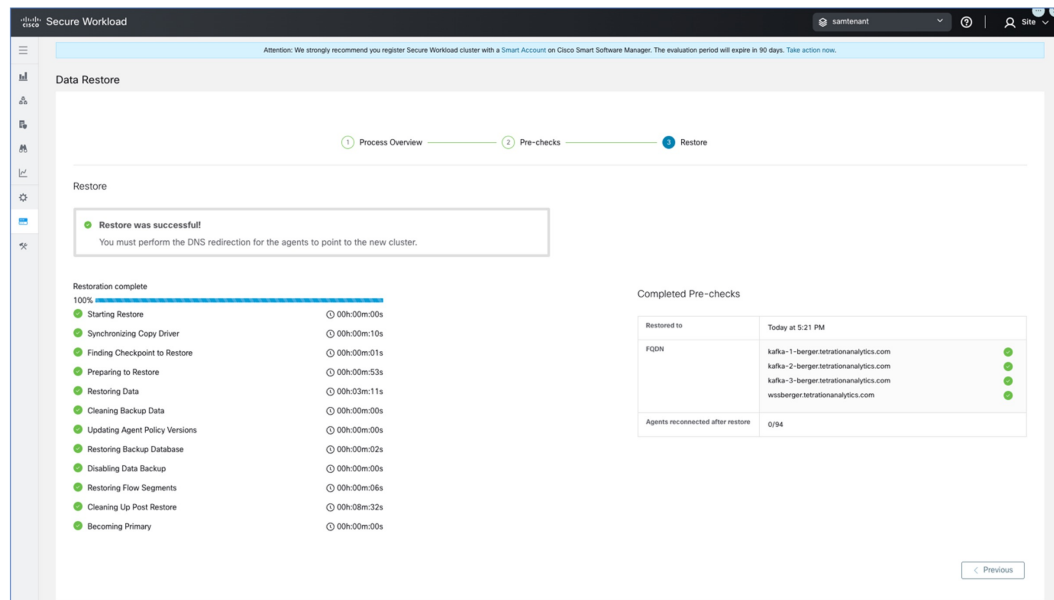 cisco Secure Workload
samtenant
Site
Attention: We strongly recommend you register Secure Workload cluster with a Smart Account on Cisco Smart Software Manager. The evaluation period will expire in 90 days. Take action now.
Data Restore
1 Process Overview
2 Pre-checks
3 Restore
Restore
Restore was successful!
You must perform the DNS redirection for the agents to point to the new cluster.
Restoration complete
100%
Starting Restore 00h:00m:00s
Synchronizing Copy Driver 00h:00m:10s
Finding Checkpoint to Restore 00h:00m:01s
Preparing to Restore 00h:00m:53s
Restoring Data 00h:03m:11s
Cleaning Backup Data 00h:00m:00s
Updating Agent Policy Versions 00h:00m:00s
Restoring Backup Database 00h:00m:02s
Disabling Data Backup 00h:00m:00s
Restoring Flow Segments 00h:00m:06s
Cleaning Up Post Restore 00h:08m:32s
Becoming Primary 00h:00m:00s
Completed Pre-checks
Restored to Today at 5:21 PM
FQDN kafka-1-berger.tetrationanalytics.com
kafka-2-berger.tetrationanalytics.com
kafka-3-berger.tetrationanalytics.com
wssberger.tetrationanalytics.com
Agents reconnected after restore 0/94
Previous